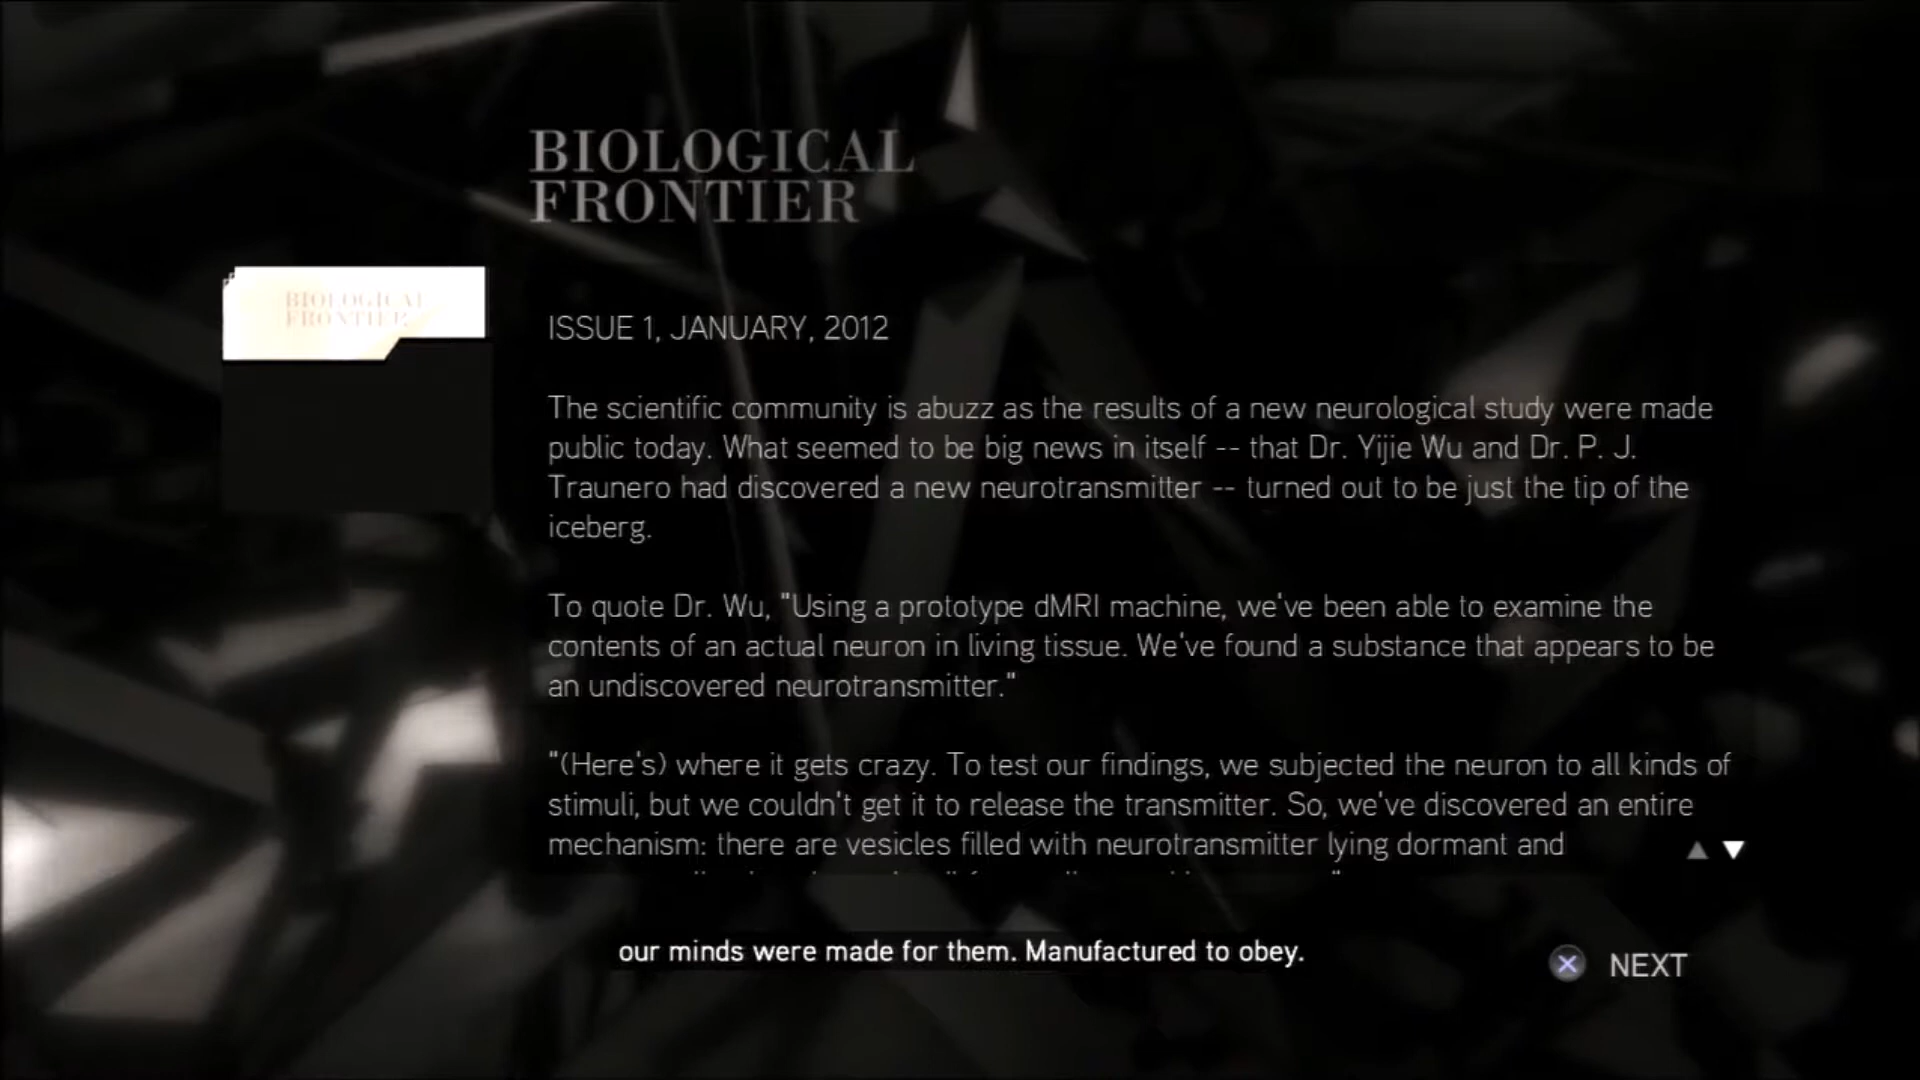 BIOLOGICAL
FRONTIER
BIOLOGICAL
FRONTIER
ISSUE 1, JANUARY, 2012
The scientific community is abuzz as the results of a new neurological study were made
public today. What seemed to be big news in itself -- that Dr. Yijie Wu and Dr. P. J.
Traunero had discovered a new neurotransmitter -- turned out to be just the tip of the
iceberg.
To quote Dr. Wu, "Using a prototype dMRI machine, we've been able to examine the
contents of an actual neuron in living tissue. We've found a substance that appears to be
an undiscovered neurotransmitter."
"(Here's) where it gets crazy. To test our findings, we subjected the neuron to all kinds of
stimuli, but we couldn't get it to release the transmitter. So, we've discovered an entire
mechanism: there are vesicles filled with neurotransmitter lying dormant and
our minds were made for them. Manufactured to obey.
NEXT